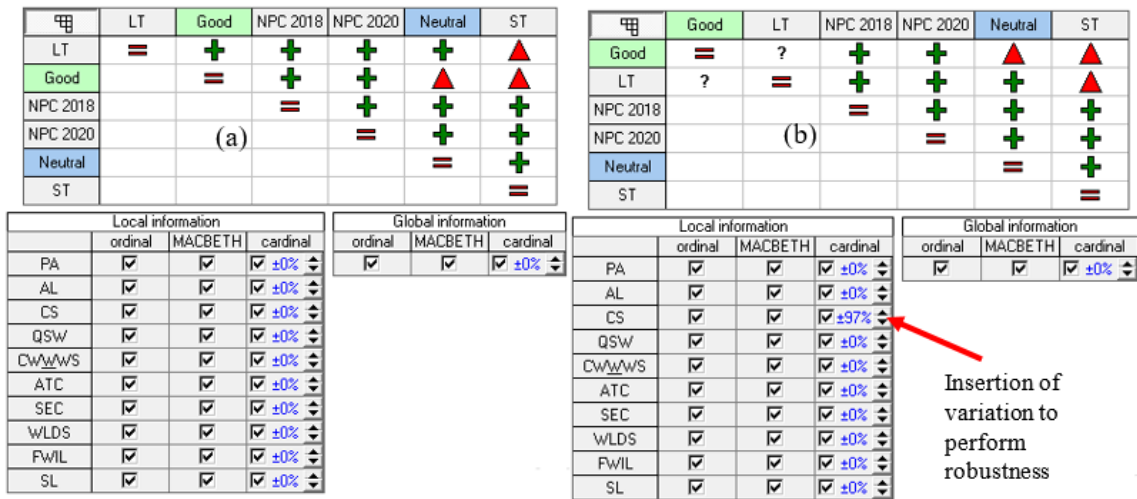 LT Good NPC 2018 NPC 2020 Neutral ST
LT = + + + + ▲
Good = + + ▲ ▲
NPC 2018 = + + +
NPC 2020 = + +
Neutral = +
ST =
(a)
Local information
ordinal MACBETH cardinal
PA ±0%
AL ±0%
CS ±0%
QSW ±0%
CWWWS ±0%
ATC ±0%
SEC ±0%
WLDS ±0%
FWIL ±0%
SL ±0%
Global information
ordinal MACBETH cardinal
±0%
Good LT NPC 2018 NPC 2020 Neutral ST
Good = ? + + ▲ ▲
LT ? = + + + ▲
NPC 2018 = + + +
NPC 2020 = + +
Neutral = +
ST =
(b)
Local information
ordinal MACBETH cardinal
PA ±0%
AL ±0%
CS ±97%
QSW ±0%
CWWWS ±0%
ATC ±0%
SEC ±0%
WLDS ±0%
FWIL ±0%
SL ±0%
Global information
ordinal MACBETH cardinal
±0%
Insertion of
variation to
perform
robustness